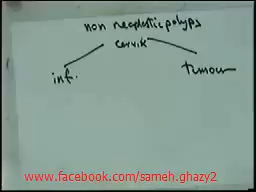 non neoplastic polyps
cervix
inf.
tumour
www.facebook.com/sameh.ghazy2